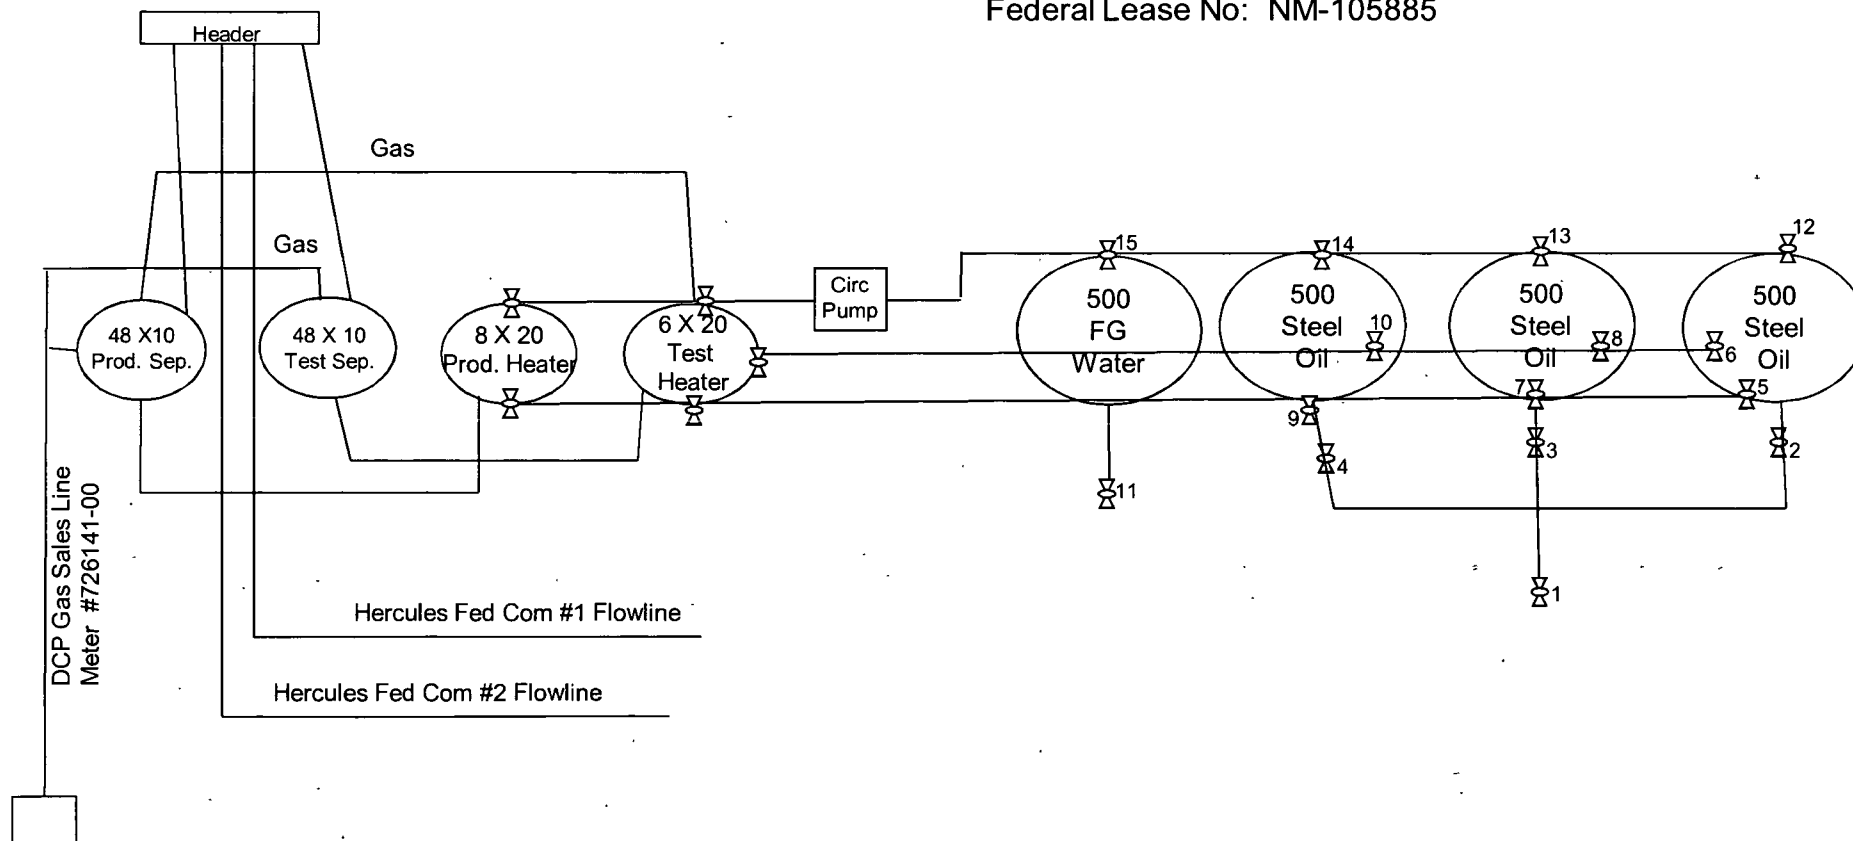 Federal Lease No: NM-105885
Header
Gas
Gas
48 X10
Prod. Sep.
48 X 10
Test Sep.
8 X 20
Prod. Heater
6 X 20
Test
Heater
Circ
Pump
15
14
13
12
500
FG
Water
500
Steel
Oil
10
500
Steel
Oil
8
500
Steel
Oil
6
9
7
5
4
3
2
11
1
DCP Gas Sales Line
Meter #726141-00
Hercules Fed Com #1 Flowline
Hercules Fed Com #2 Flowline